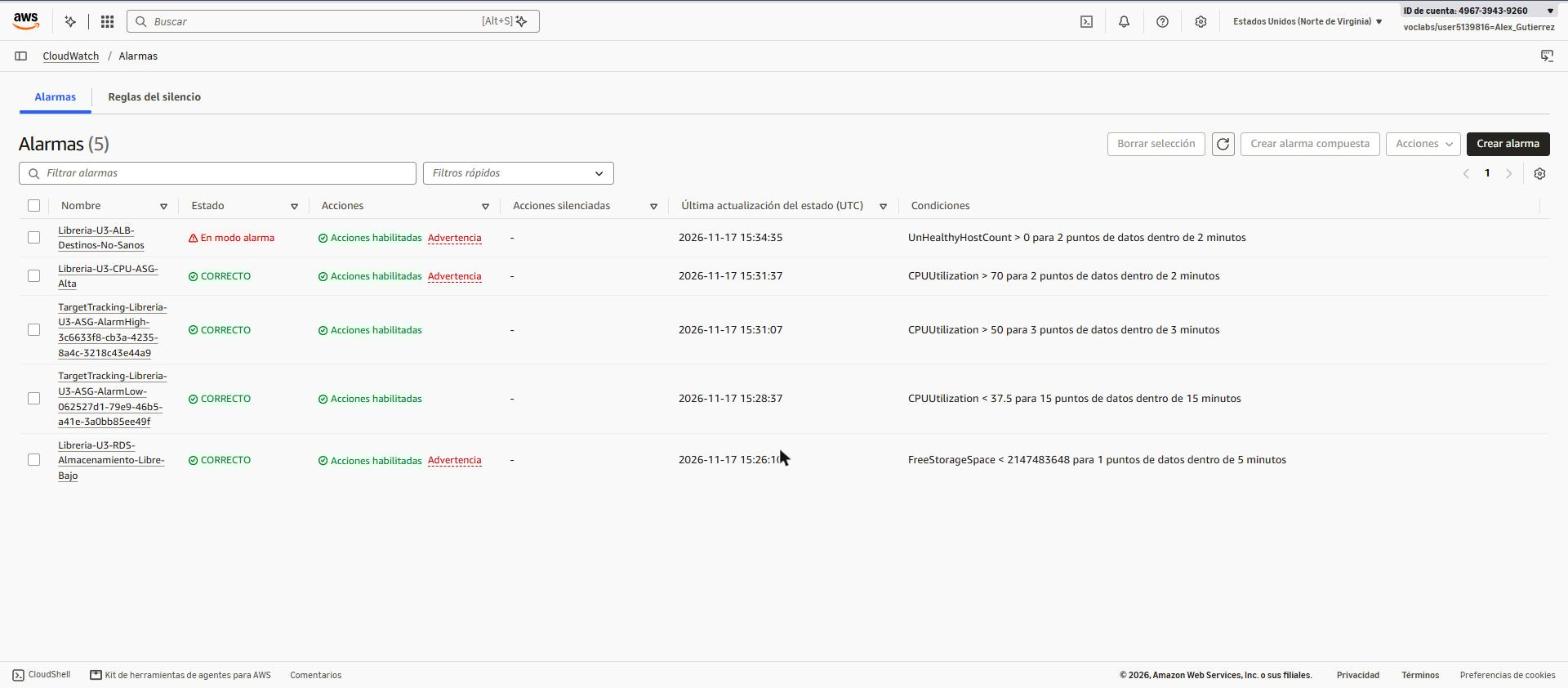 aws
Buscar [Alt+S] Estados Unidos (Norte de Virginia) ID de cuenta: 4967-3943-9260
voclabs/user5139816=Alex_Gutierrez
CloudWatch / Alarmas
Alarmas Reglas del silencio
Alarmas (5) Borrar selección Crear alarma compuesta Acciones Crear alarma
Filtrar alarmas Filtros rápidos 1
Nombre Estado Acciones Acciones silenciadas Última actualización del estado (UTC) Condiciones
Libreria-U3-ALB-
Destinos-No-Sanos
En modo alarma Acciones habilitadas Advertencia - 2026-11-17 15:34:35 UnHealthyHostCount > 0 para 2 puntos de datos dentro de 2 minutos
Libreria-U3-CPU-ASG-
Alta
CORRECTO Acciones habilitadas Advertencia - 2026-11-17 15:31:37 CPUUtilization > 70 para 2 puntos de datos dentro de 2 minutos
TargetTracking-Libreria-
U3-ASG-AlarmHigh-
3c6633f8-cb3a-4235-
8a4c-3218c43e44a9
CORRECTO Acciones habilitadas - 2026-11-17 15:31:07 CPUUtilization > 50 para 3 puntos de datos dentro de 3 minutos
TargetTracking-Libreria-
U3-ASG-AlarmLow-
062527d1-79e9-46b5-
a41e-3a0bb85ee49f
CORRECTO Acciones habilitadas - 2026-11-17 15:28:37 CPUUtilization < 37.5 para 15 puntos de datos dentro de 15 minutos
Libreria-U3-RDS-
Almacenamiento-Libre-
Bajo
CORRECTO Acciones habilitadas Advertencia - 2026-11-17 FreeStorageSpace < 2147483648 para 1 puntos de datos dentro de 5 minutos
CloudShell Kit de herramientas de agentes para AWS Comentarios © 2026, Amazon Web Services, Inc. o sus filiales. Privacidad Términos Preferencias de cookies